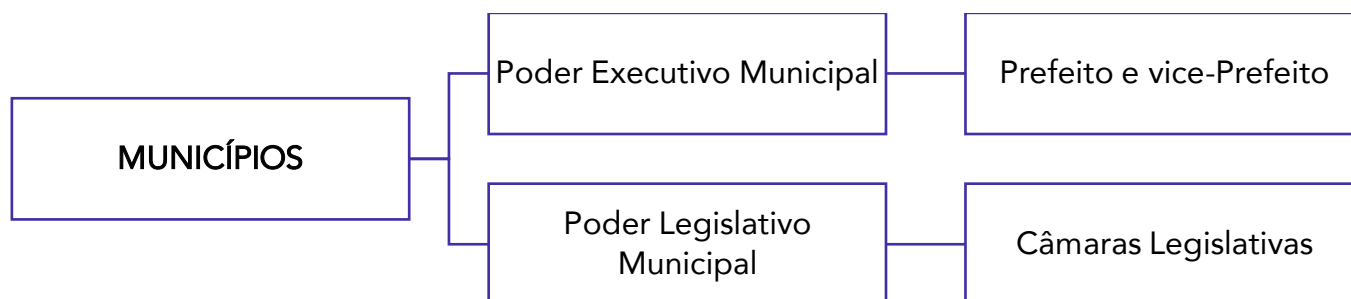 Poder Executivo Municipal
Prefeito e vice-Prefeito
MUNICÍPIOS
Poder Legislativo
Municipal
Câmaras Legislativas